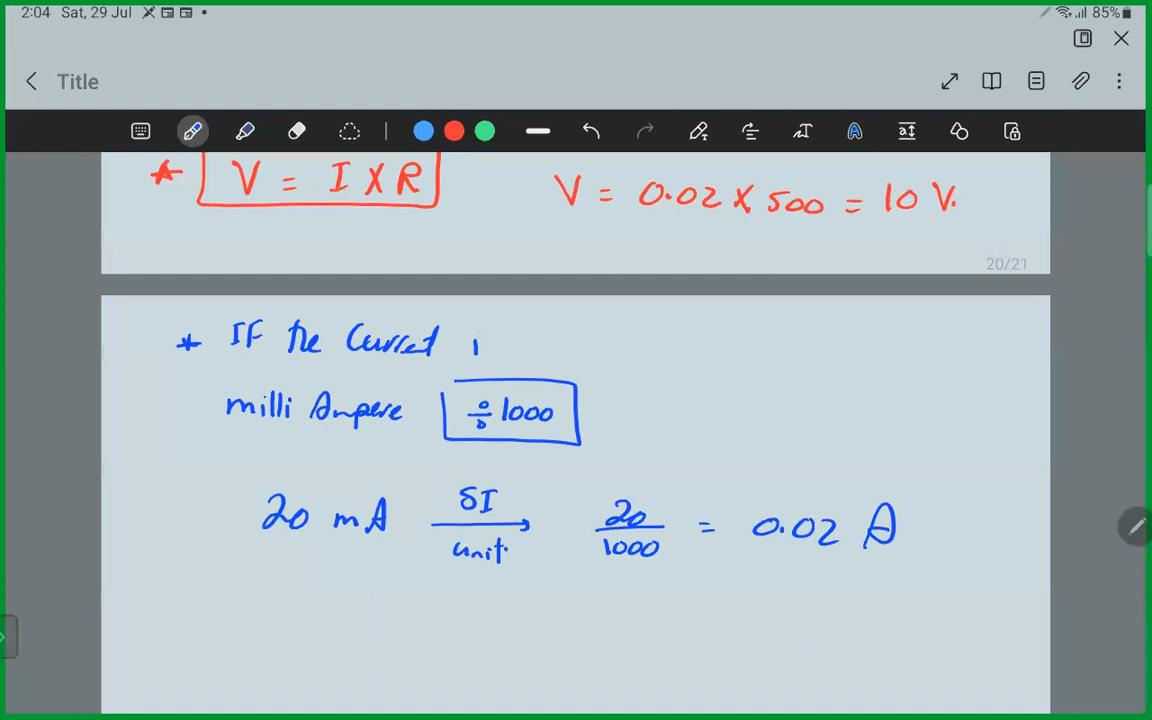 2:04 Sat, 29 Jul
85%
Title
V = I X R
V = 0.02 X 500 = 10 V.
20/21
* IF the Current I
milli Ampere ÷ 1000
20 mA SI unit. 20/1000 = 0.02 A